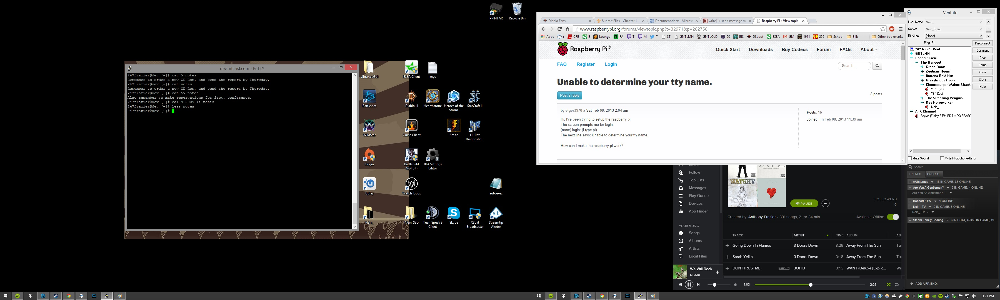 PRINTAR
Recycle Bin
dev.mtc-ist.com - PuTTY
247frazier@dev [~]# cat > notes
Remember to order a new CD-Rom, and send the report by Thursday,
247frazier@dev [~]# cat notes
Remember to order a new CD-Rom, and send the report by Thursday,
247frazier@dev [~]# cat >> notes
Also remember to make reservations for Sept. conference,
247frazier@dev [~]# cal 9 2009 >> notes
247frazier@dev [~]# less notes
247frazier@dev [~]#
vibranceGUI
ESEA Client
keys
Battle.net
Diablo III
Hearthstone
Heroes of the
Storm
StarCraft II
WildStar
Curse Client
Smite
Hi-Rez
Diagnostic...
Origin
Battlefield
4(64 bit)
BF4 Settings
Editor
Uplay
Watch_Dogs
autoexec
Nein_
Nein_SSD
TeamSpeak 3
Client
Skype
XSplit
Broadcaster
Streamtip
Alerter
R A W R
Diablo Fans
Submit Files - Chapter 1 -
Document.docx - Microso
write(1): send message to
Raspberry Pi • View topic
www.raspberrypi.org/forums/viewtopic.php?t=32971&p=282758
Apps r CFB E Lounge FA T M T ST GNTLMN GNTLOLD 50 BIS D3Loot ESEA GM 1911 256 School Bills Other bookmarks
Raspberry Pi®
Quick Start Downloads Buy Codecs Forum FAQs About
FAQ Register Login
Search...
Unable to determine your tty name.
Post a reply
8 posts
by eiger3970 » Sat Feb 09, 2013 2:04 am
Posts: 16
Joined: Fri Feb 08, 2013 11:39 am
Hi, I've been trying to setup the raspberry pi.
The screen prompts me for login:
(none) login: (I type pi).
The next line says: Unable to determine your tty name.
How can I make the raspberry pi work?
Ventrilo
User Name Nein_
Server Nein_ Vent
Bindings (None)
Ping: 31
Disconnect
Comment
Chat
Setup
About
Close
Help
"A" Nein's Vent
GNTLMN
Bobbert Crew
The Hangout
Green Room
Zeeticus Room
Buttons Raid Hut
Gravylicious Room
Cheeseburger Walrus Shack
"S" Bryce
"S" Zeet
The Streaming Penguin
Das Homeworkan
Nein_
AFK Channel
Feyras (Friday 6 PM PDT = D3 SEASC
Mute Sound
Mute Microphone/Binds
Follow
Top Lists
Messages
Play Queue
Devices
App Finder
YOUR MUSIC
Songs
Albums
Artists
Local Files
WATSKY
PAUSE
FOLLOWERS
0
Created by: Anthony Frazier • 331 songs, 21 hr 34 min
Available Offline
TRACK ARTIST TIME ALBUM
Going Down In Flames 3 Doors Down 3:29 Away From The Sun
Sarah Yellin' 3 Doors Down 3:18 Away From The Sun
DONTTRUSTME EXPLICIT 3OH!3 3:13 WANT (Deluxe [Explic...
We Will Rock
Queen
1:03
2:02
Search
FRIENDS GROUPS
/r/Unturned 18 IN GAME, 85 ONLINE
Are You A Gentlemen? 2 IN GAME, 4 ONLINE
Are You A Gentlemen? -
Bobbert FTW 1 ONLINE
Nein_ TV 2 IN GAME, 8 ONLINE
Nein_ TV -
Steam Family Sharing 6 IN CHAT, 45385 IN GAME, 19...
ADD A FRIEND...
3:21 PM